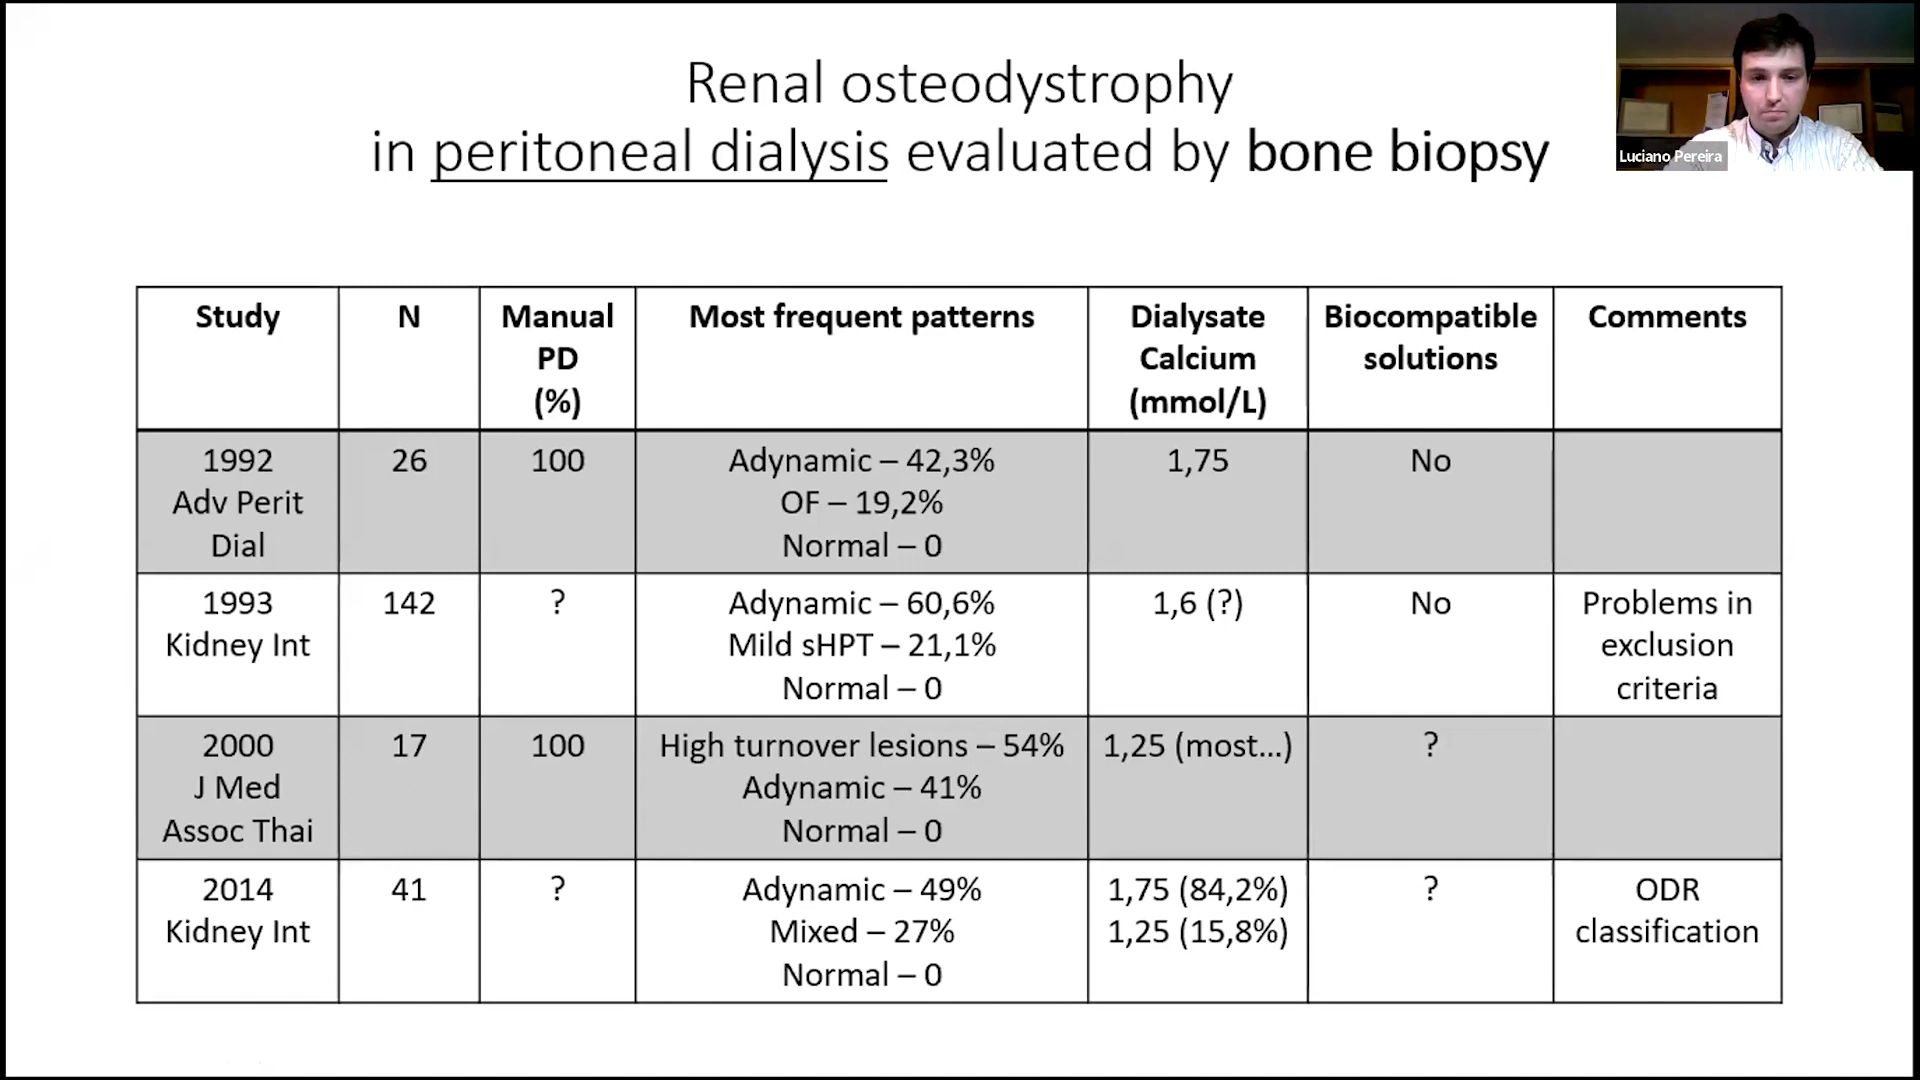 Renal osteodystrophy
in peritoneal dialysis evaluated by bone biopsy
Luciano Pereira
Study
N
Manual
PD
(%)
Most frequent patterns
Dialysate
Calcium
(mmol/L)
Biocompatible
solutions
Comments
1992
Adv Perit
Dial
26
100
Adynamic – 42,3%
OF – 19,2%
Normal – 0
1,75
No
1993
Kidney Int
142
?
Adynamic – 60,6%
Mild sHPT – 21,1%
Normal – 0
1,6 (?)
No
Problems in
exclusion
criteria
2000
J Med
Assoc Thai
17
100
High turnover lesions – 54%
Adynamic – 41%
Normal – 0
1,25 (most...)
?
2014
Kidney Int
41
?
Adynamic – 49%
Mixed – 27%
Normal – 0
1,75 (84,2%)
1,25 (15,8%)
?
ODR
classification